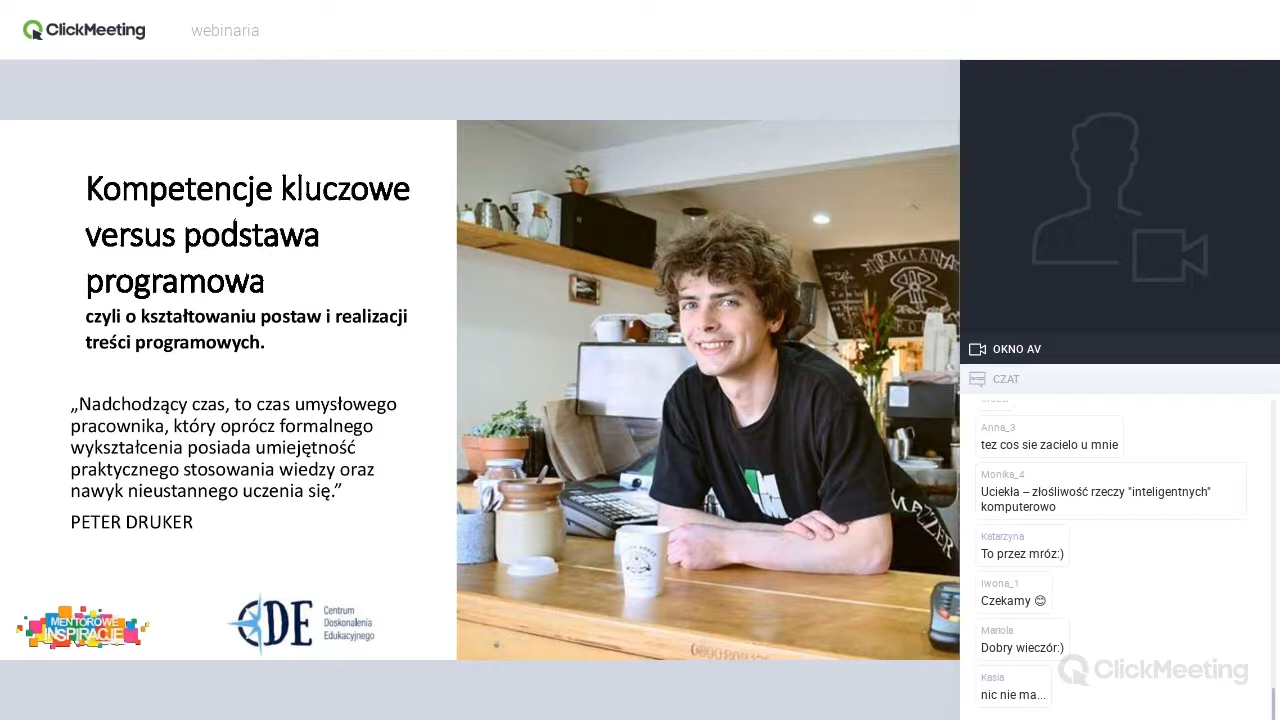 ClickMeeting
webinaria
Kompetencje kluczowe
versus podstawa
programowa
czyli o kształtowaniu postaw i realizacji
treści programowych.
„Nadchodzący czas, to czas umysłowego
pracownika, który oprócz formalnego
wykształcenia posiada umiejętność
praktycznego stosowania wiedzy oraz
nawyk nieustannego uczenia się.”
PETER DRUKER
MENTOROWE
INSPIRACJE
CDE
Centrum
Doskonalenia
Edukacyjnego
RAGLAN
OKNO AV
CZAT
Anna_3
tez cos sie zacielo u mnie
Monika_4
Uciekła – złośliwość rzeczy "inteligentnych"
komputerowo
Katarzyna
To przez mróz:)
Iwona_1
Czekamy 😊
Mariola
Dobry wieczór:)
Kasia
nic nie ma...
ClickMeeting